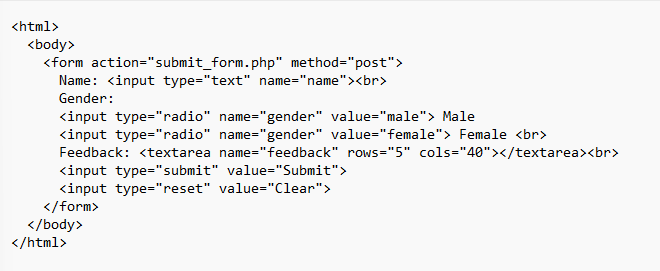 <html>
  <body>
    <form action="submit_form.php" method="post">
      Name: <input type="text" name="name"><br>
      Gender:
      <input type="radio" name="gender" value="male"> Male
      <input type="radio" name="gender" value="female"> Female <br>
      Feedback: <textarea name="feedback" rows="5" cols="40"></textarea><br>
      <input type="submit" value="Submit">
      <input type="reset" value="Clear">
    </form>
  </body>
</html>